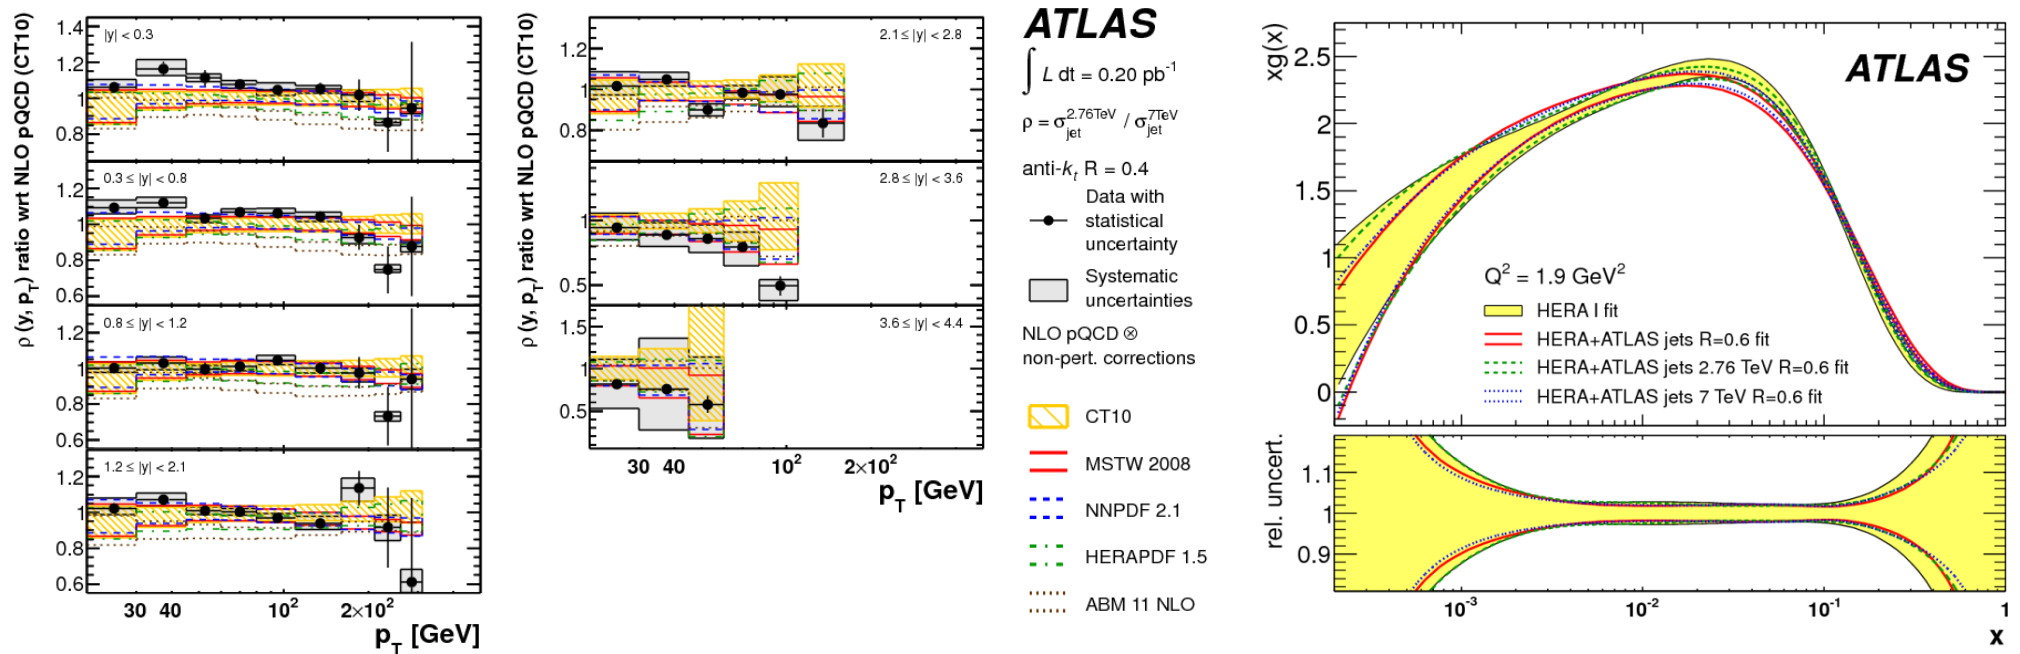 ρ (y, p_T) ratio wrt NLO pQCD (CT10)
|y| < 0.3
1.4
1.2
1
0.8
0.3 ≤ |y| < 0.8
1.2
1
0.8
0.6
0.8 ≤ |y| < 1.2
1.2
1
0.8
0.6
1.2 ≤ |y| < 2.1
1.2
1
0.8
0.6
30 40 10² 2×10²
p_T [GeV]
ρ (y, p_T) ratio wrt NLO pQCD (CT10)
2.1 ≤ |y| < 2.8
1.2
1
0.8
2.8 ≤ |y| < 3.6
1
0.5
3.6 ≤ |y| < 4.4
1.5
1
0.5
30 40 10² 2×10²
p_T [GeV]
ATLAS
∫ L dt = 0.20 pb⁻¹
ρ = σ_jet^2.76TeV / σ_jet^7TeV
anti-k_t R = 0.4
Data with
statistical
uncertainty
Systematic
uncertainties
NLO pQCD ⊗
non-pert. corrections
CT10
MSTW 2008
NNPDF 2.1
HERAPDF 1.5
ABM 11 NLO
xg(x)
2.5
2
1.5
1
0.5
0
ATLAS
Q² = 1.9 GeV²
HERA I fit
HERA+ATLAS jets R=0.6 fit
HERA+ATLAS jets 2.76 TeV R=0.6 fit
HERA+ATLAS jets 7 TeV R=0.6 fit
rel. uncert.
1.1
1
0.9
10⁻³ 10⁻² 10⁻¹ 1
x